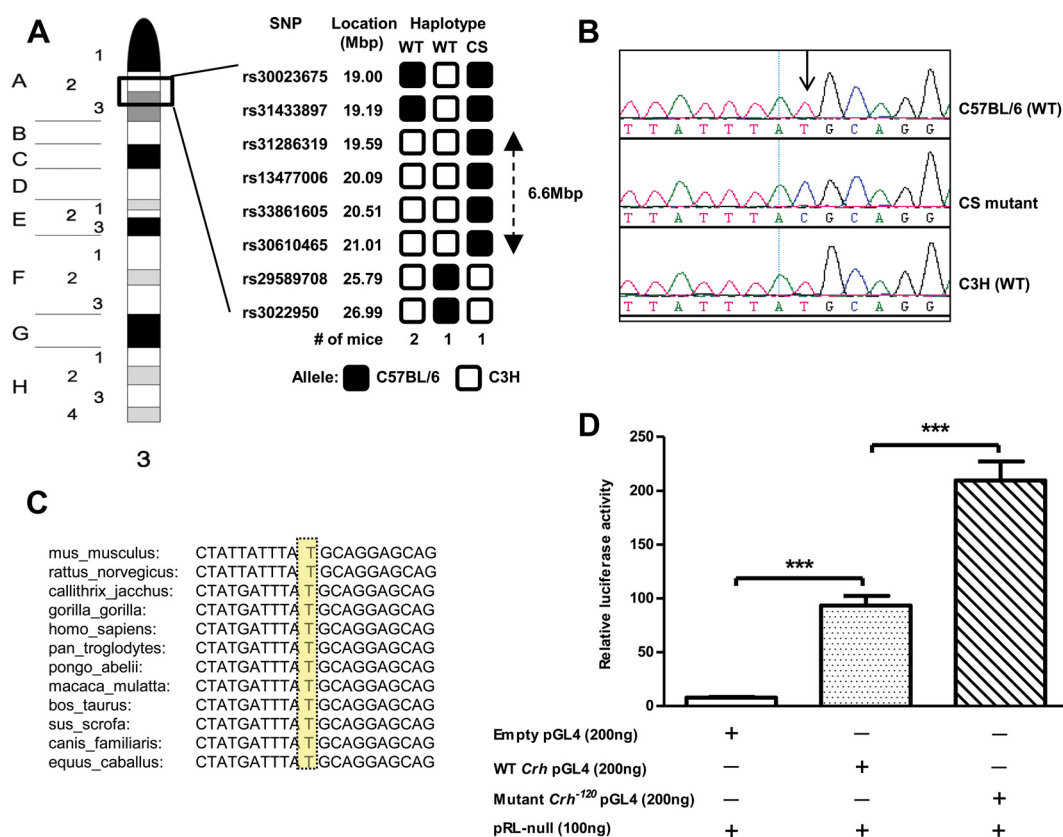 A
1
A
2
3
B
C
D
1
E
2
3
1
F
2
3
G
1
H
2
3
4
3
SNP Location (Mbp) Haplotype
WT WT CS
rs30023675 19.00
rs31433897 19.19
rs31286319 19.59
rs13477006 20.09
rs33861605 20.51
rs30610465 21.01
rs29589708 25.79
rs3022950 26.99
6.6Mbp
# of mice 2 1 1
Allele: C57BL/6 C3H
B
T T A T T T A T G C A G G
C57BL/6 (WT)
T T A T T T A C G C A G G
CS mutant
T T A T T T A T G C A G G
C3H (WT)
C
mus_musculus: CTATTATTTA T GCAGGAGCAG
rattus_norvegicus: CTATTATTTA T GCAGGAGCAG
callithrix_jacchus: CTATGATTTA T GCAGGAGCAG
gorilla_gorilla: CTATGATTTA T GCAGGAGCAG
homo_sapiens: CTATGATTTA T GCAGGAGCAG
pan_troglodytes: CTATGATTTA T GCAGGAGCAG
pongo_abelii: CTATGATTTA T GCAGGAGCAG
macaca_mulatta: CTATGATTTA T GCAGGAGCAG
bos_taurus: CTATGATTTA T GCAGGAGCAG
sus_scrofa: CTATGATTTA T GCAGGAGCAG
canis_familiaris: CTATGATTTA T GCAGGAGCAG
equus_caballus: CTATGATTTA T GCAGGAGCAG
D
Relative luciferase activity
250
200
150
100
50
0
***
***
Empty pGL4 (200ng) + — —
WT Crh pGL4 (200ng) — + —
Mutant Crh-120 pGL4 (200ng) — — +
pRL-null (100ng) + + +